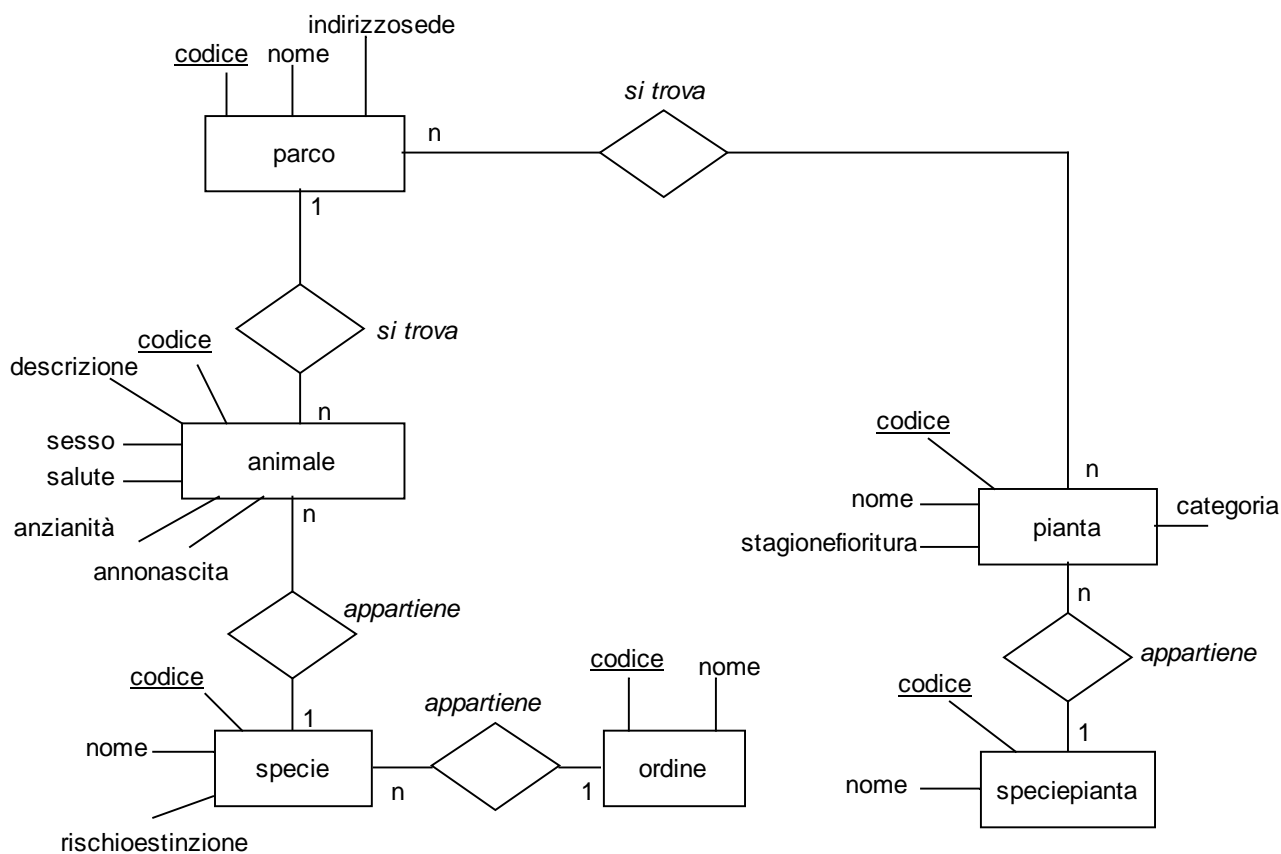 indirizzosede
codice nome
si trova
parco
n
1
si trova
codice
descrizione
n
sesso
animale
salute
n
anzianità
annonascita
codice
n
nome
categoria
pianta
stagionefioritura
n
appartiene
codice
1
nome
specie
rischioestinzione
appartiene
n
1
codice
nome
ordine
appartiene
codice
1
nome
speciepianta